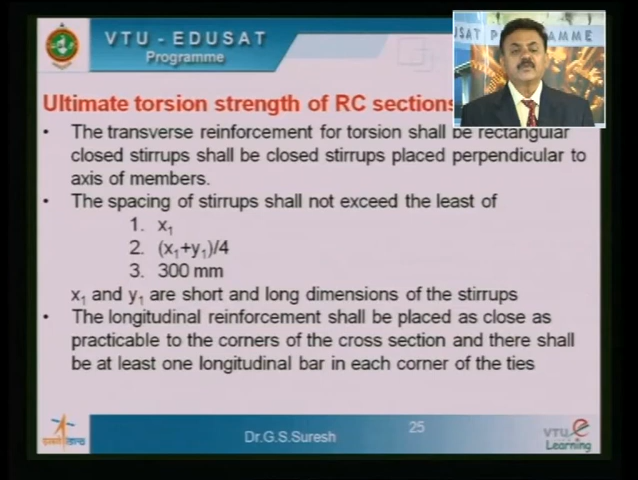 VTU - EDUSAT
Programme
USAT PROGRAMME
Ultimate torsion strength of RC sections
• The transverse reinforcement for torsion shall be rectangular
closed stirrups shall be closed stirrups placed perpendicular to
axis of members.
• The spacing of stirrups shall not exceed the least of
1. x₁
2. (x₁+y₁)/4
3. 300 mm
x₁ and y₁ are short and long dimensions of the stirrups
• The longitudinal reinforcement shall be placed as close as
practicable to the corners of the cross section and there shall
be at least one longitudinal bar in each corner of the ties
Dr.G.S.Suresh
25
VTU e
Learning